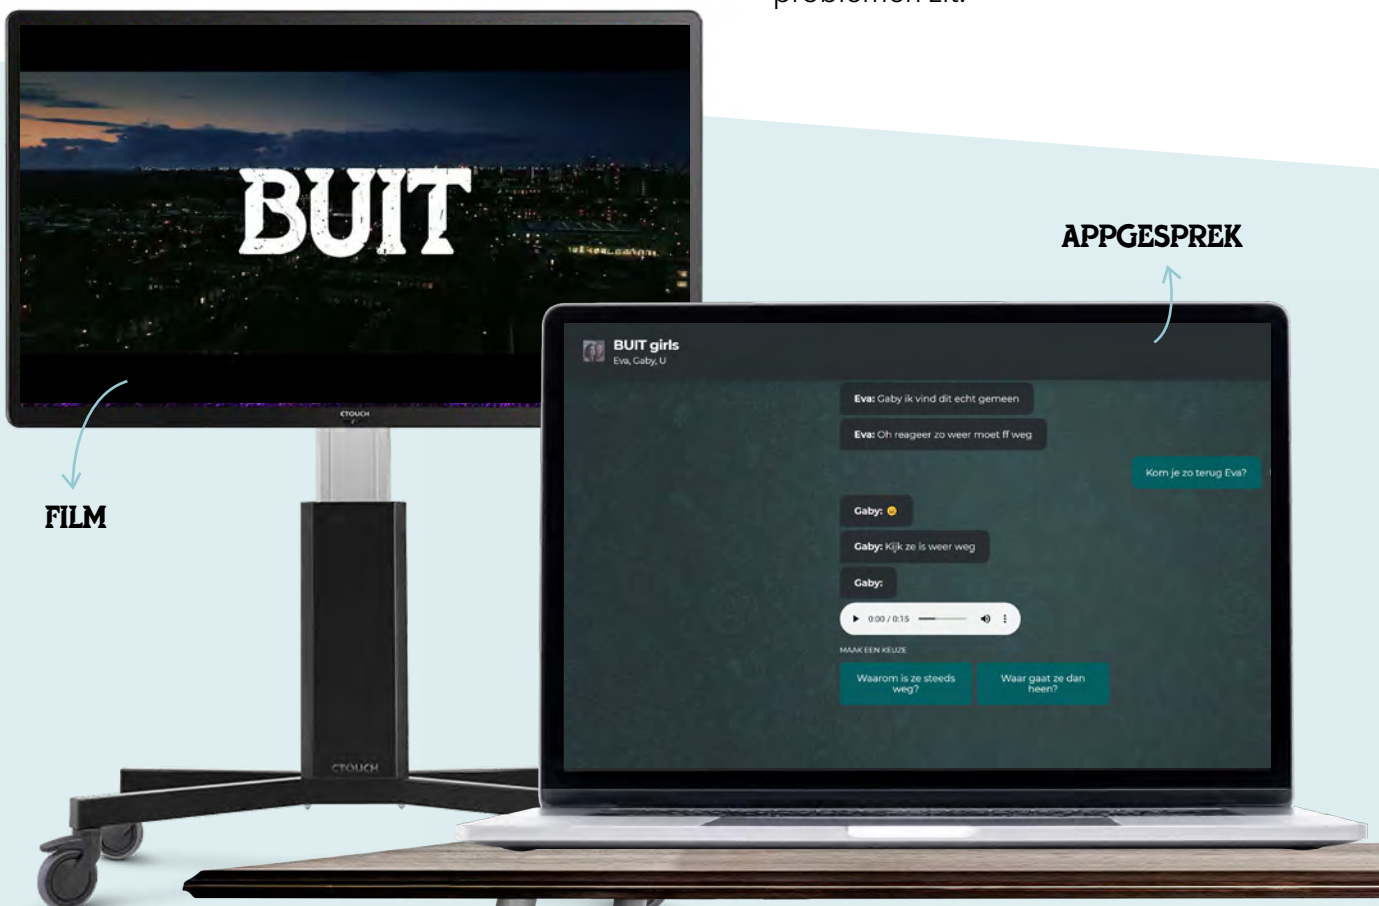 problemen zit.
BUIT
CTOUCH
FILM
CTOUCH
APPGESPREK
BUIT girls
Eva, Gaby, U
Eva: Gaby ik vind dit echt gemeen
Eva: Oh reageer zo weer moet ff weg
Kom je zo terug Eva?
Gaby: 😐
Gaby: Kijk ze is weer weg
Gaby:
0:00 / 0:15
MAAK EEN KEUZE
Waarom is ze steeds
weg?
Waar gaat ze dan
heen?